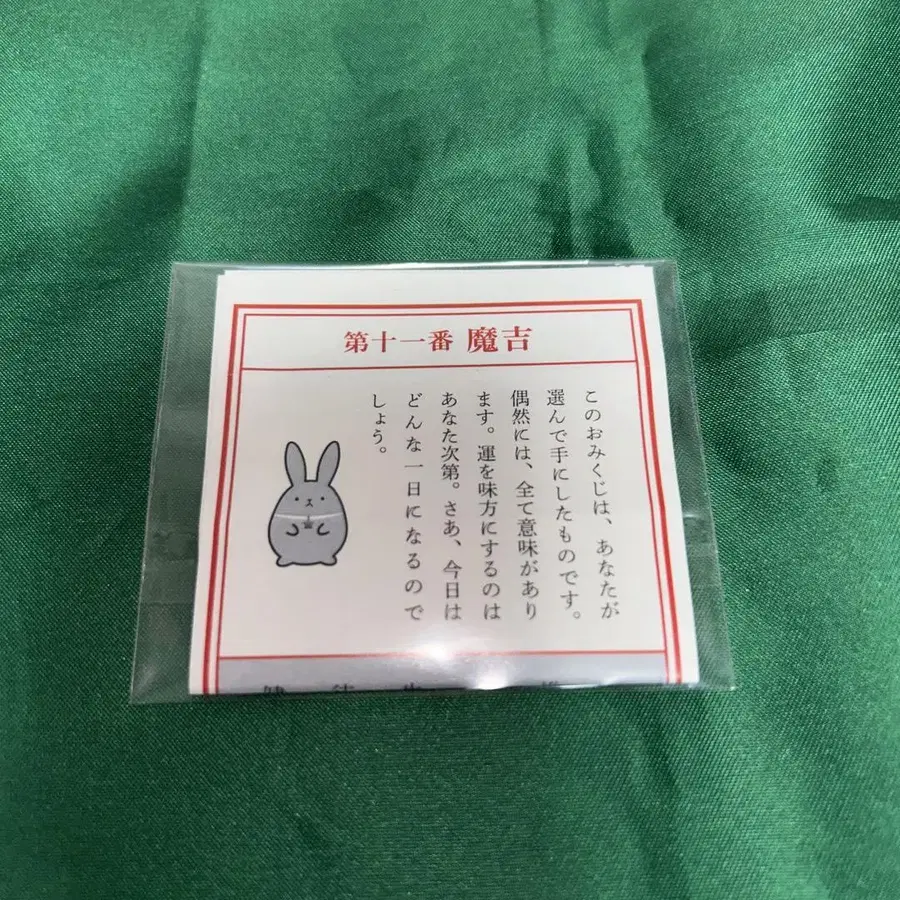 第十一番 魔吉
このおみくじは、あなたが
選んで手にしたものです。
偶然には、全て意味があり
ます。運を味方にするのは
あなた次第。さあ、今日は
どんな一日になるので
しょう。